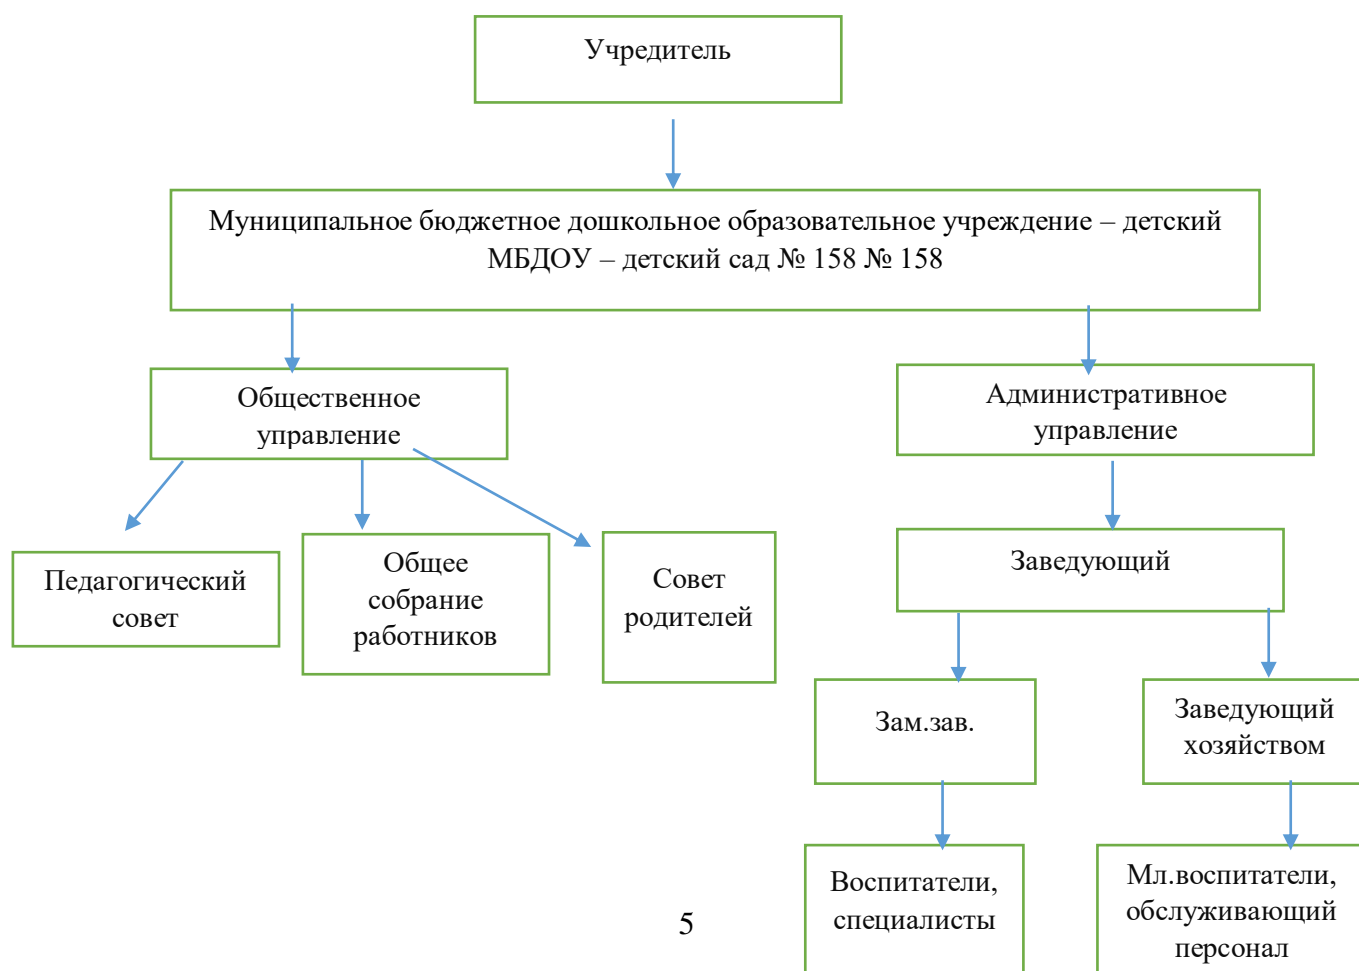 Учредитель
Муниципальное бюджетное дошкольное образовательное учреждение – детский
МБДОУ – детский сад № 158 № 158
Общественное
управление
Административное
управление
Педагогический
совет
Общее
собрание
работников
Совет
родителей
Заведующий
Зам.зав.
Заведующий
хозяйством
Воспитатели,
специалисты
Мл.воспитатели,
обслуживающий
персонал
5